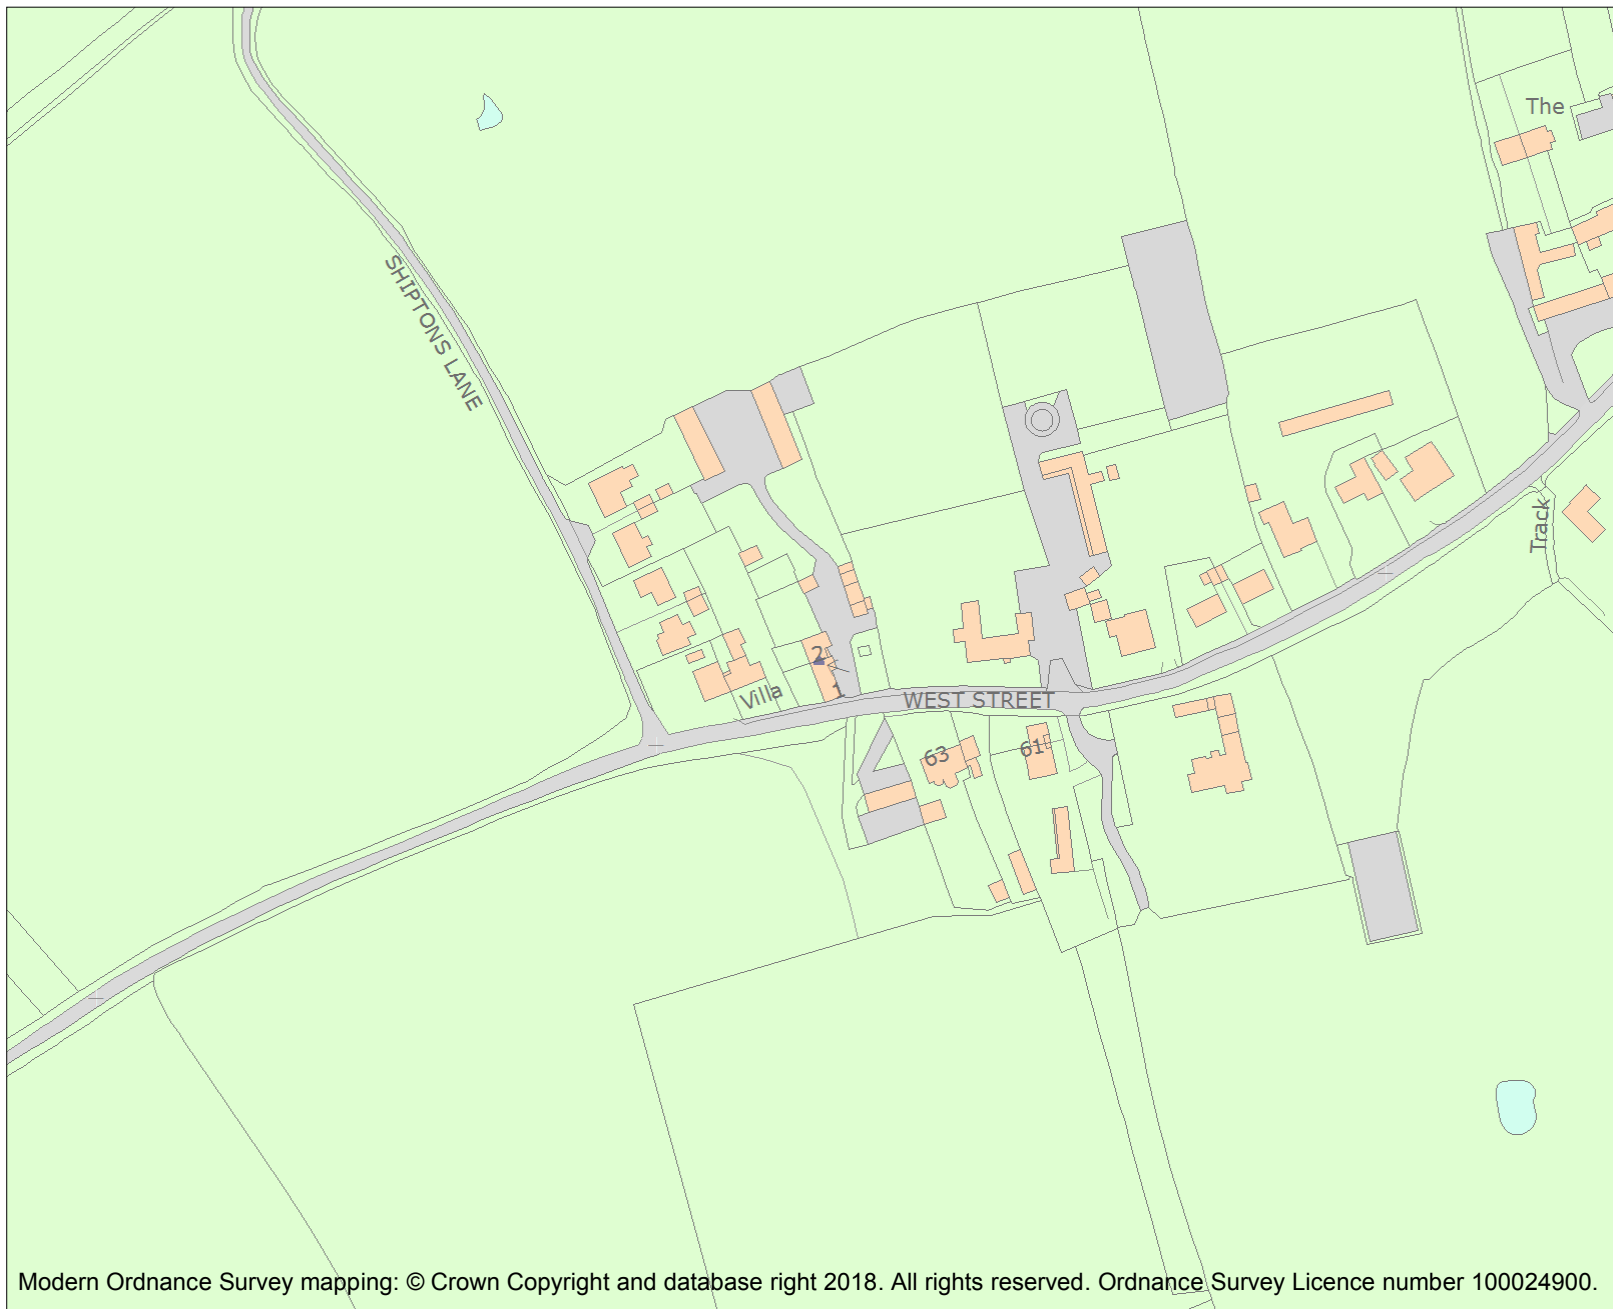 The
SHIPTONS LANE
Track
2
Villa
1
WEST STREET
63
61
Modern Ordnance Survey mapping: © Crown Copyright and database right 2018. All rights reserved. Ordnance Survey Licence number 100024900.